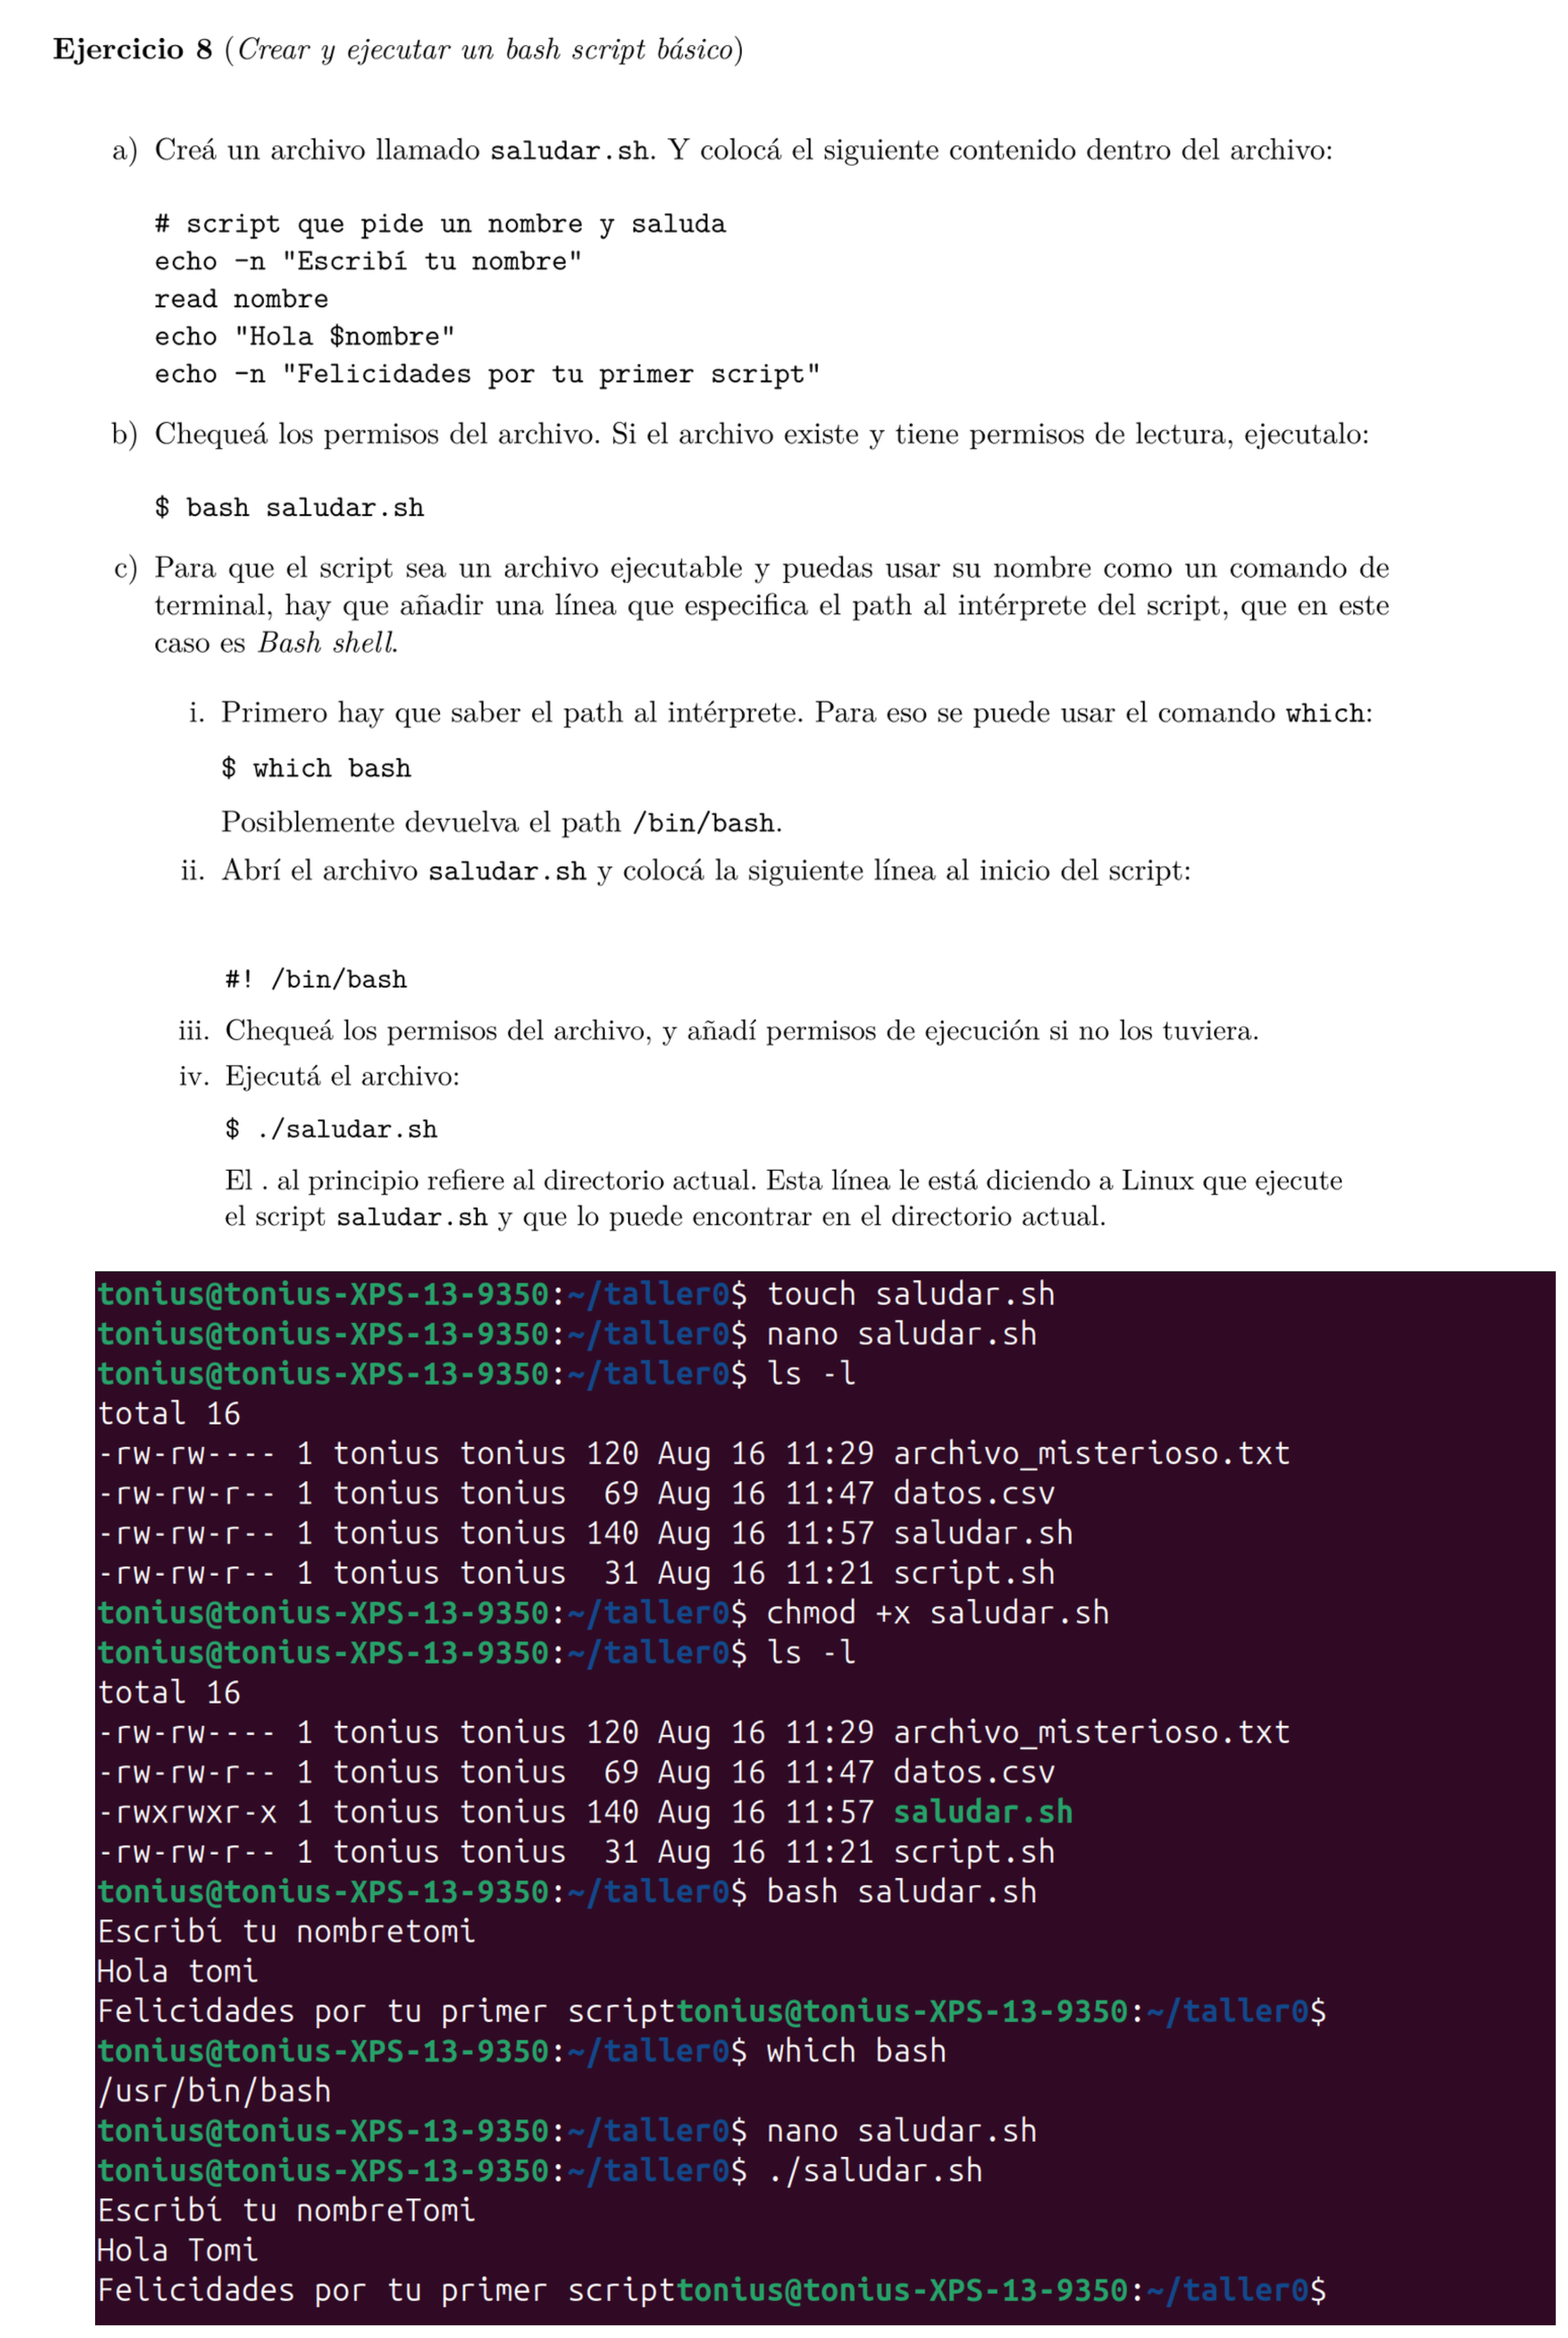 Ejercicio 8 (Crear y ejecutar un bash script básico)
a) Creá un archivo llamado saludar.sh. Y colocá el siguiente contenido dentro del archivo:
# script que pide un nombre y saluda
echo -n "Escribí tu nombre"
read nombre
echo "Hola $nombre"
echo -n "Felicidades por tu primer script"
b) Chequeá los permisos del archivo. Si el archivo existe y tiene permisos de lectura, ejecutalo:
$ bash saludar.sh
c) Para que el script sea un archivo ejecutable y puedas usar su nombre como un comando de
terminal, hay que añadir una línea que especifica el path al intérprete del script, que en este
caso es Bash shell.
i. Primero hay que saber el path al intérprete. Para eso se puede usar el comando which:
$ which bash
Posiblemente devuelva el path /bin/bash.
ii. Abrí el archivo saludar.sh y colocá la siguiente línea al inicio del script:
#! /bin/bash
iii. Chequeá los permisos del archivo, y añadí permisos de ejecución si no los tuviera.
iv. Ejecutá el archivo:
$ ./saludar.sh
El . al principio refiere al directorio actual. Esta línea le está diciendo a Linux que ejecute
el script saludar.sh y que lo puede encontrar en el directorio actual.
tonius@tonius-XPS-13-9350:~/taller0$ touch saludar.sh
tonius@tonius-XPS-13-9350:~/taller0$ nano saludar.sh
tonius@tonius-XPS-13-9350:~/taller0$ ls -l
total 16
-rw-rw---- 1 tonius tonius 120 Aug 16 11:29 archivo_misterioso.txt
-rw-rw-r-- 1 tonius tonius  69 Aug 16 11:47 datos.csv
-rw-rw-r-- 1 tonius tonius 140 Aug 16 11:57 saludar.sh
-rw-rw-r-- 1 tonius tonius  31 Aug 16 11:21 script.sh
tonius@tonius-XPS-13-9350:~/taller0$ chmod +x saludar.sh
tonius@tonius-XPS-13-9350:~/taller0$ ls -l
total 16
-rw-rw---- 1 tonius tonius 120 Aug 16 11:29 archivo_misterioso.txt
-rw-rw-r-- 1 tonius tonius  69 Aug 16 11:47 datos.csv
-rwxrwxr-x 1 tonius tonius 140 Aug 16 11:57 saludar.sh
-rw-rw-r-- 1 tonius tonius  31 Aug 16 11:21 script.sh
tonius@tonius-XPS-13-9350:~/taller0$ bash saludar.sh
Escribí tu nombretomi
Hola tomi
Felicidades por tu primer scripttonius@tonius-XPS-13-9350:~/taller0$
tonius@tonius-XPS-13-9350:~/taller0$ which bash
/usr/bin/bash
tonius@tonius-XPS-13-9350:~/taller0$ nano saludar.sh
tonius@tonius-XPS-13-9350:~/taller0$ ./saludar.sh
Escribí tu nombreTomi
Hola Tomi
Felicidades por tu primer scripttonius@tonius-XPS-13-9350:~/taller0$